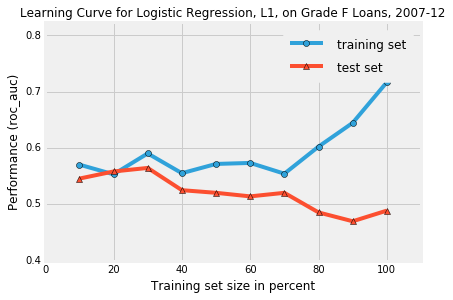 Learning Curve for Logistic Regression, L1, on Grade F Loans, 2007-12
training set
test set
0.8
0.7
0.6
0.5
0.4
Performance (roc_auc)
0
20
40
60
80
100
Training set size in percent